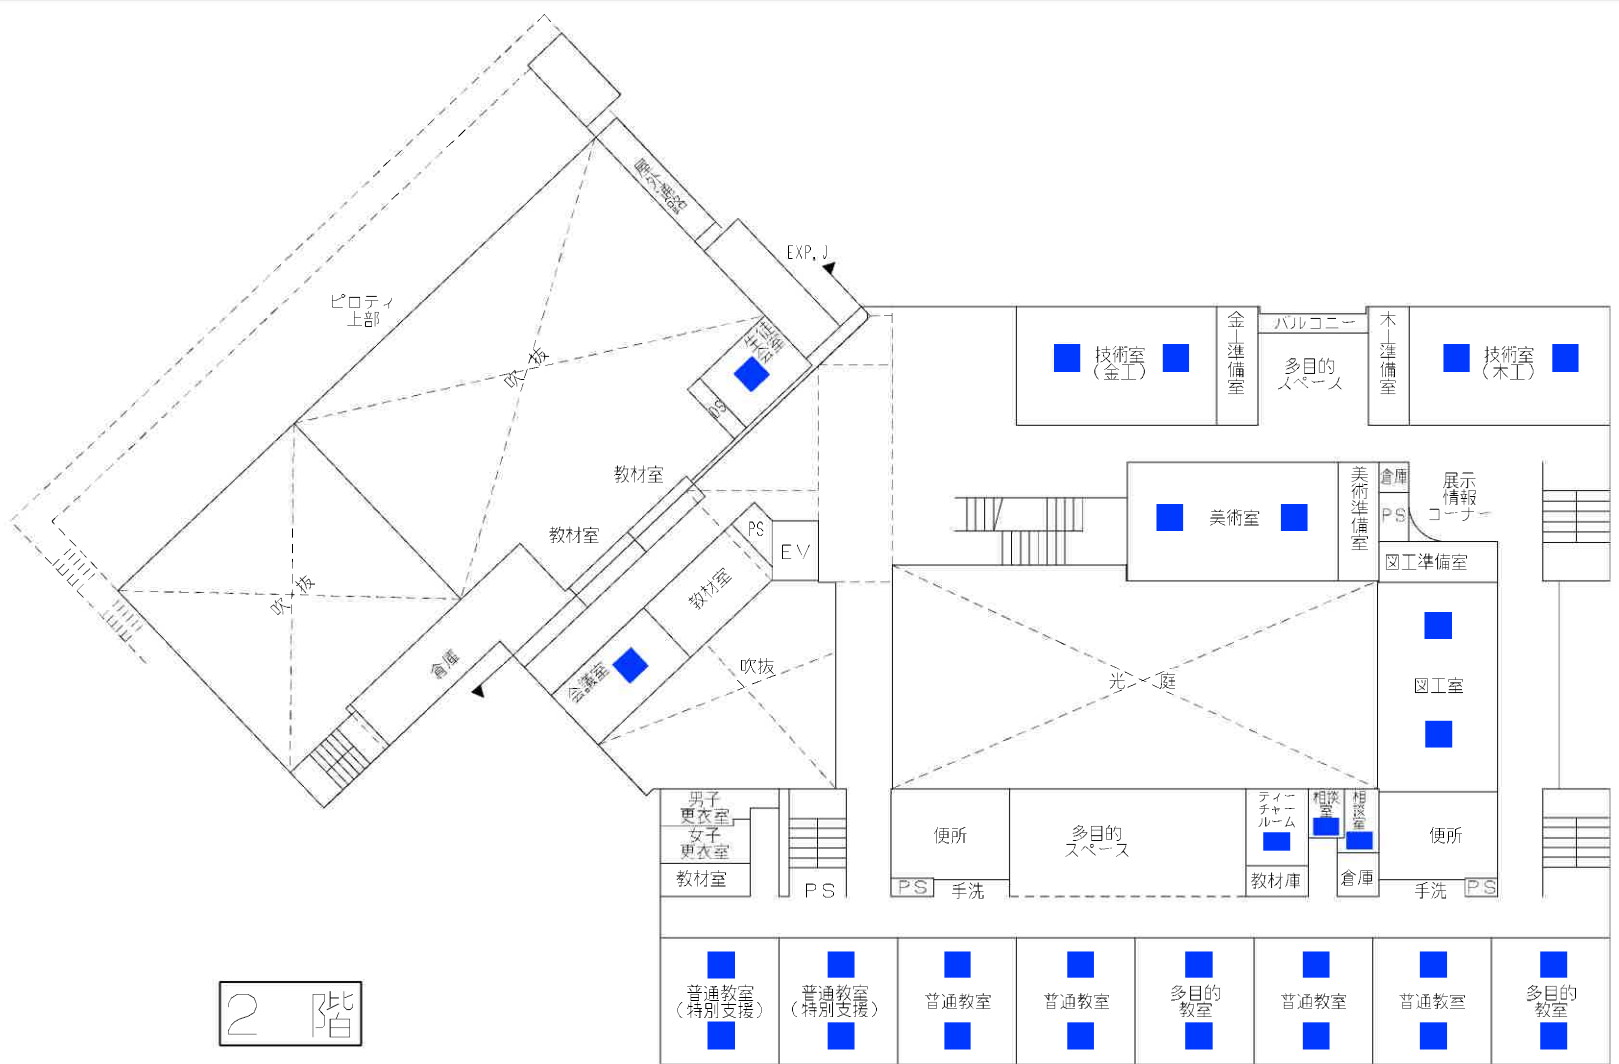 屋外通路
EXP,J
ピロティ
上部
吹 抜
生徒
会室
PS
教材室
教材室
吹 抜
倉庫
PS
EV
教材室
会議室
吹抜
金工準備室
バルコニー
木工準備室
技術室
（金工）
多目的
スペース
技術室
（木工）
美術室
美術準備室
倉庫
PS
展示
情報
コーナー
図工準備室
光 庭
図工室
男子
更衣室
女子
更衣室
教材室
PS
便所
PS
手洗
多目的
スペース
ティー
チャー
ルーム
教材庫
相談
室
相談室
倉庫
便所
手洗
PS
普通教室
（特別支援）
普通教室
（特別支援）
普通教室
普通教室
多目的
教室
普通教室
普通教室
多目的
教室
2 階